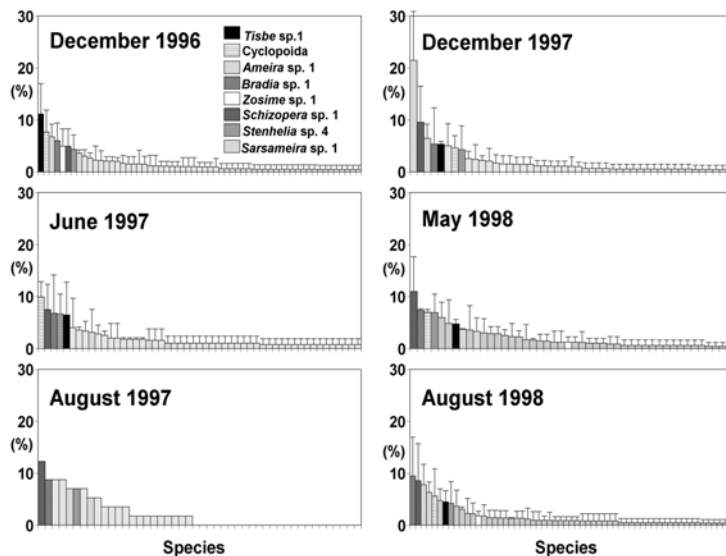 30
December 1996
20
(%)
10
0
Tisbe sp.1
Cyclopoida
Ameira sp. 1
Bradia sp. 1
Zosime sp. 1
Schizopera sp. 1
Stenhelia sp. 4
Sarsameira sp. 1
30
December 1997
20
(%)
10
0
30
June 1997
20
(%)
10
0
30
May 1998
20
(%)
10
0
30
August 1997
20
(%)
10
0
Species
30
August 1998
20
(%)
10
0
Species